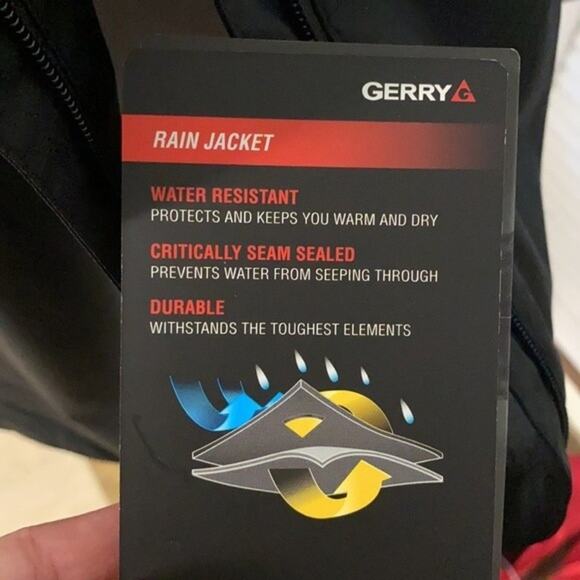 GERRY G
RAIN JACKET
WATER RESISTANT
PROTECTS AND KEEPS YOU WARM AND DRY
CRITICALLY SEAM SEALED
PREVENTS WATER FROM SEEPING THROUGH
DURABLE
WITHSTANDS THE TOUGHEST ELEMENTS